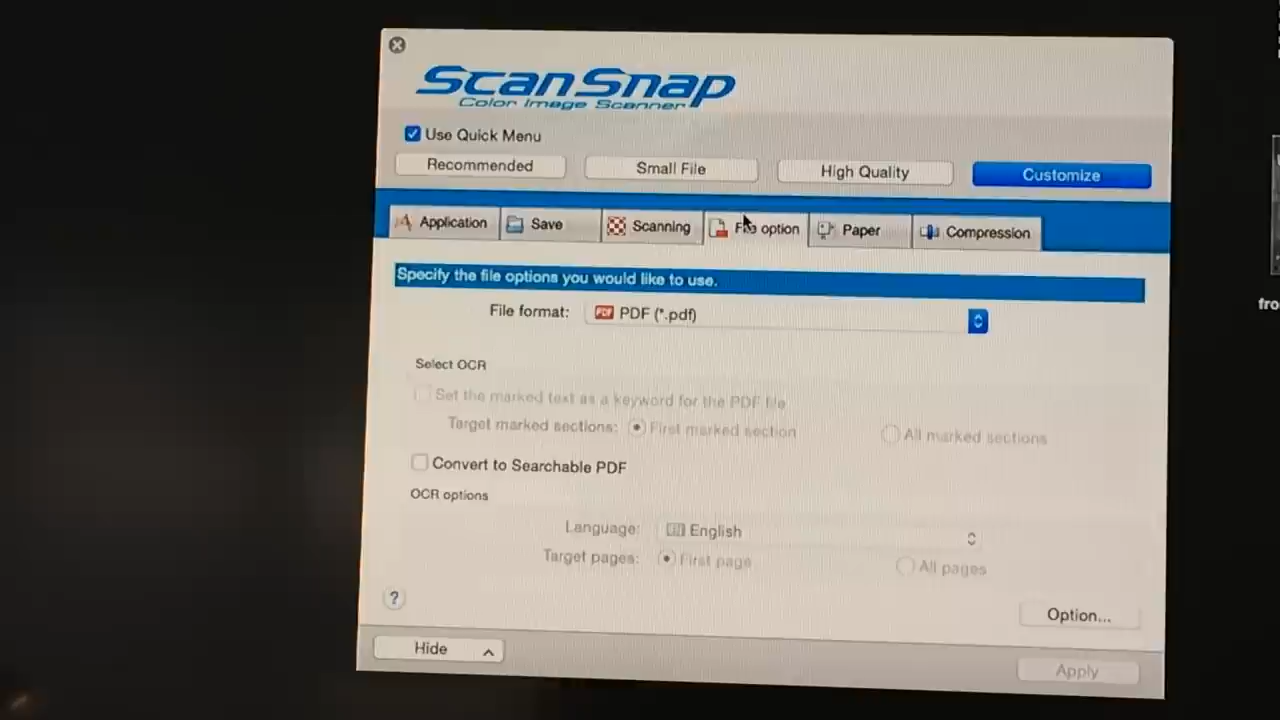 ScanSnap
Color Image Scanner
Use Quick Menu
Recommended Small File High Quality Customize
Application Save Scanning File option Paper Compression
Specify the file options you would like to use.
File format: PDF PDF (*.pdf)
Select OCR
Set the marked text as a keyword for the PDF file
Target marked sections: First marked section All marked sections
Convert to Searchable PDF
OCR options
Language: English
Target pages: First page All pages
?
Option...
Hide
Apply
fro